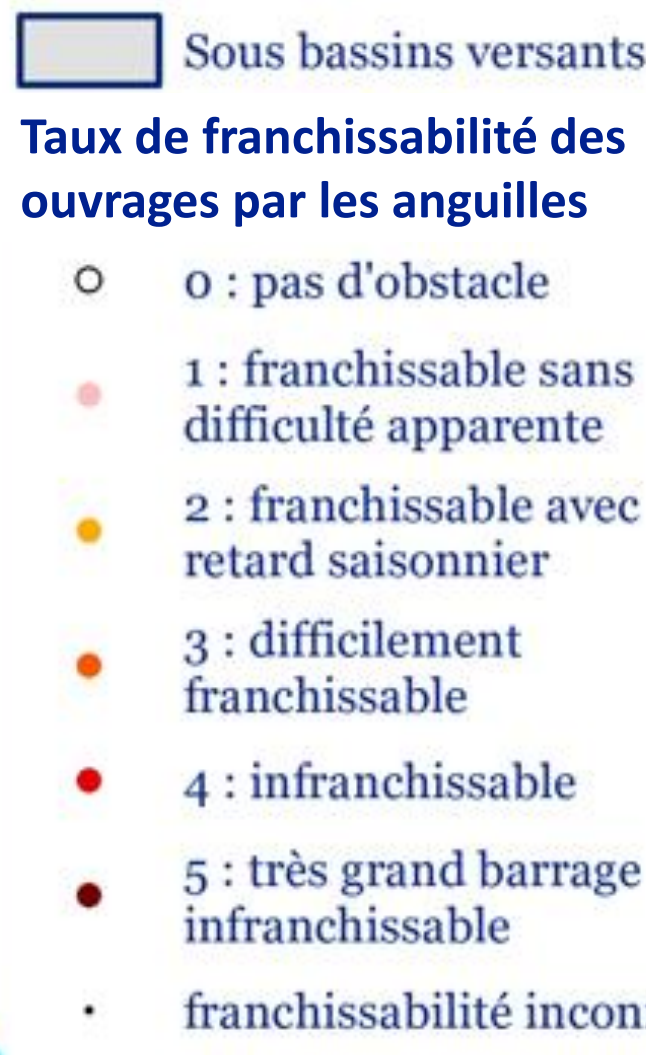 Sous bassins versants
Taux de franchissabilité des
ouvrages par les anguilles
0 : pas d'obstacle
1 : franchissable sans
difficulté apparente
2 : franchissable avec
retard saisonnier
3 : difficilement
franchissable
4 : infranchissable
5 : très grand barrage
infranchissable
franchissabilité